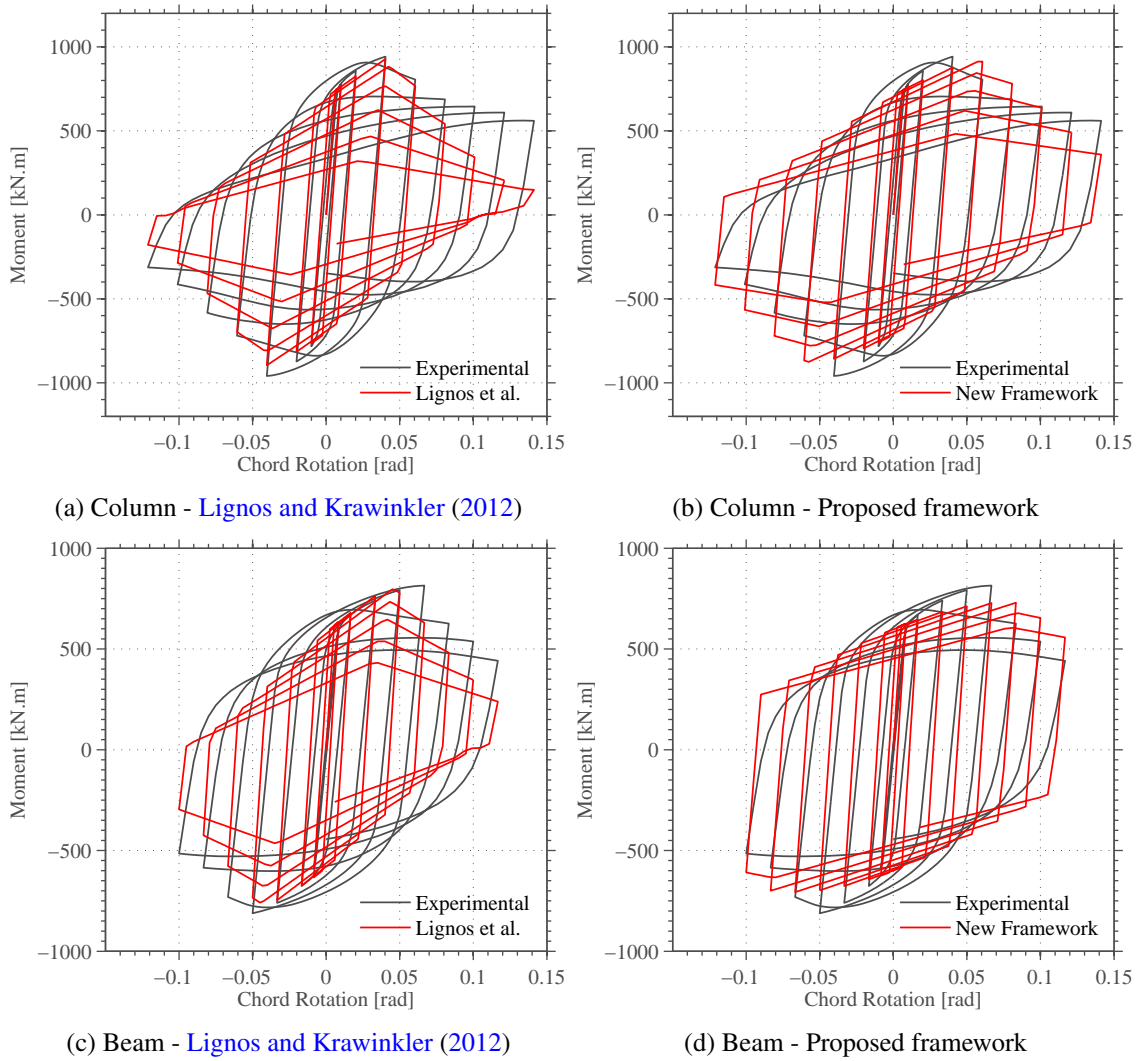 1000
500
0
−500
−1000
Moment [kN.m]
Experimental
Lignos et al.
−0.1 −0.05 0 0.05 0.1 0.15
Chord Rotation [rad]
(a) Column - Lignos and Krawinkler (2012)
1000
500
0
−500
−1000
Moment [kN.m]
Experimental
New Framework
−0.1 −0.05 0 0.05 0.1 0.15
Chord Rotation [rad]
(b) Column - Proposed framework
1000
500
0
−500
−1000
Moment [kN.m]
Experimental
Lignos et al.
−0.1 −0.05 0 0.05 0.1 0.15
Chord Rotation [rad]
(c) Beam - Lignos and Krawinkler (2012)
1000
500
0
−500
−1000
Moment [kN.m]
Experimental
New Framework
−0.1 −0.05 0 0.05 0.1 0.15
Chord Rotation [rad]
(d) Beam - Proposed framework